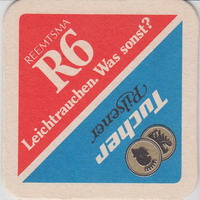 REEMTSMA
R6
Leichtrauchen. Was sonst?
Tucher
Pilsener